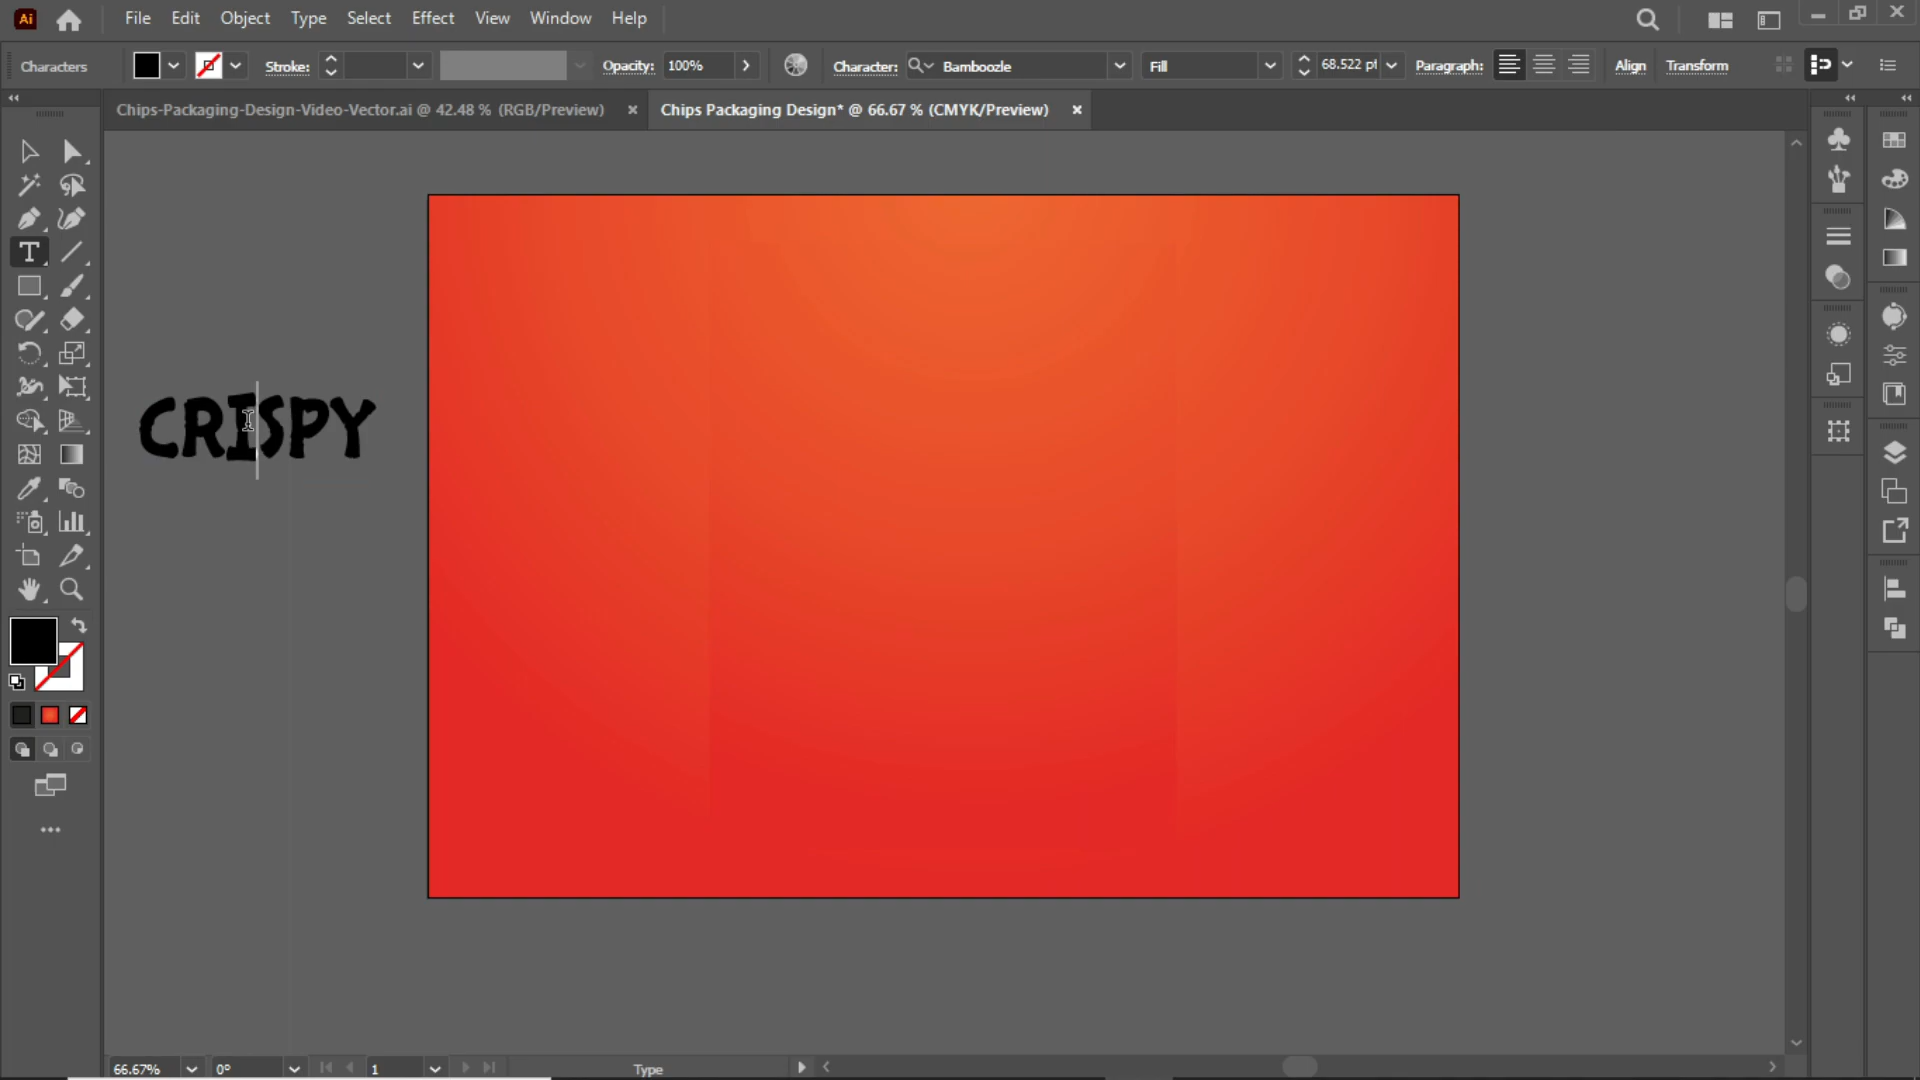 Ai File Edit Object Type Select Effect View Window Help
Characters Stroke: Opacity: 100% Character: Bamboozle Fill 68.522 pt Paragraph: Align Transform
Chips-Packaging-Design-Video-Vector.ai @ 42.48 % (RGB/Preview) × Chips Packaging Design* @ 66.67 % (CMYK/Preview) ×
CRISPY
66.67% 0° 1 Type